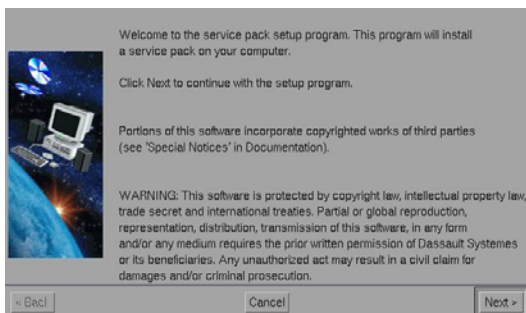 Welcome to the service pack setup program. This program will install
a service pack on your computer.
Click Next to continue with the setup program.
Portions of this software incorporate copyrighted works of third parties
(see 'Special Notices' in Documentation).
WARNING: This software is protected by copyright law, intellectual property law,
trade secret and international treaties. Partial or global reproduction,
representation, distribution, transmission of this software, in any form
and/or any medium requires the prior written permission of Dassault Systemes
or its beneficiaries. Any unauthorized act may result in a civil claim for
damages and/or criminal prosecution.
< Bacl Cancel Next >